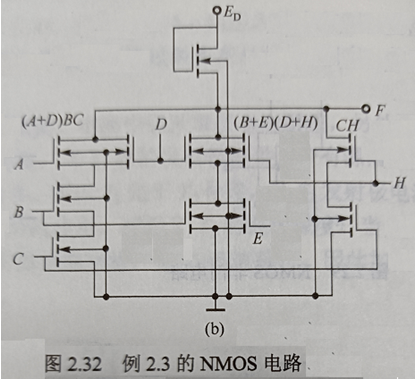 E_D
F
(A+D)BC
D
(B+E)(D+H)
CH
A
H
B
E
C
(b)
图 2.32 例 2.3 的 NMOS 电路